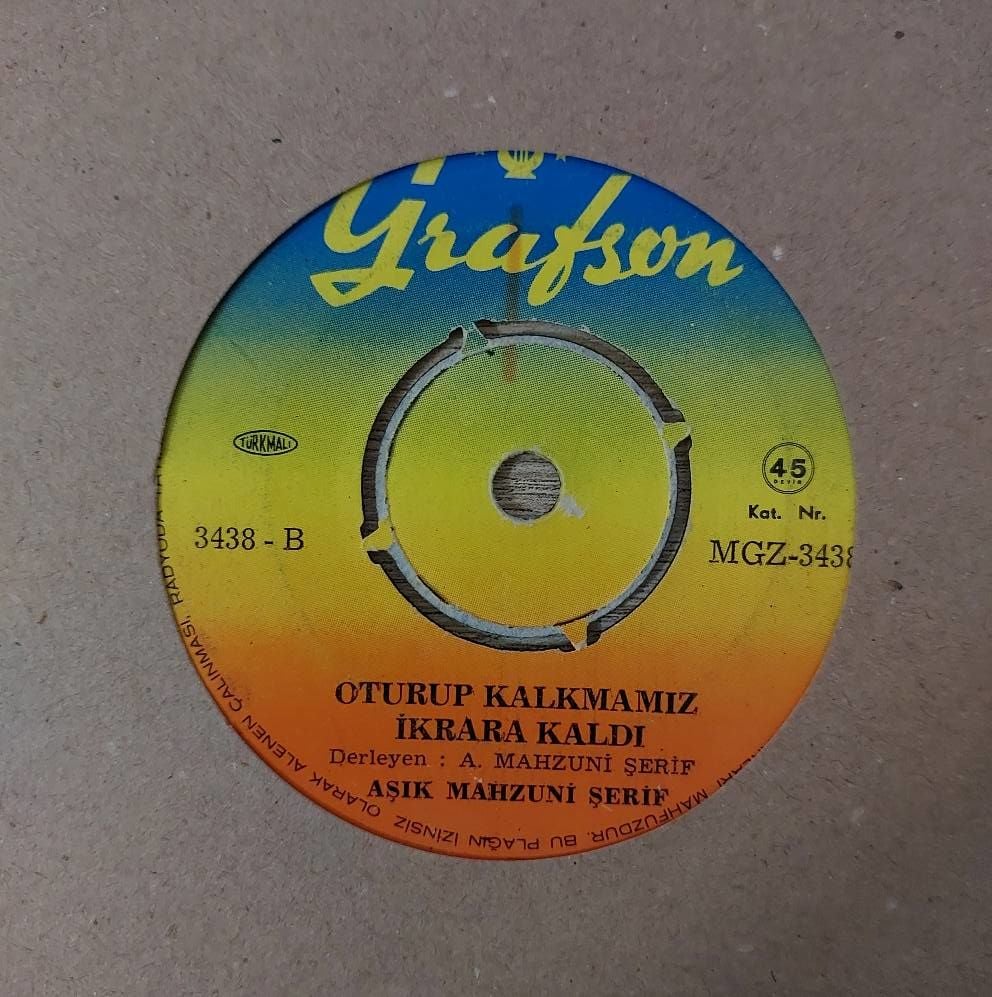 Grafson
TÜRKMALI
45
DEVİR
Kat. Nr.
3438 - B
MGZ-3438
OTURUP KALKMAMIZ
İKRARA KALDI
Derleyen : A. MAHZUNİ ŞERİF
AŞIK MAHZUNİ ŞERİF
MAHFUZDUR. BU PLAĞIN İZİNSİZ OLARAK ALENEN ÇALINMASI, RADYODA